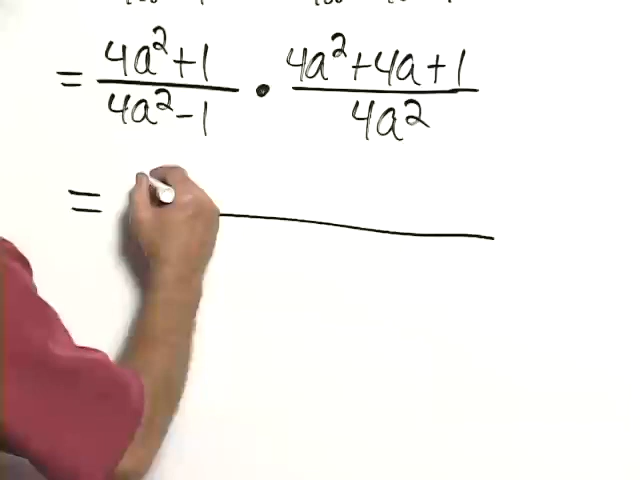 = (4a²+1)/(4a²-1) · (4a²+4a+1)/(4a²)
=